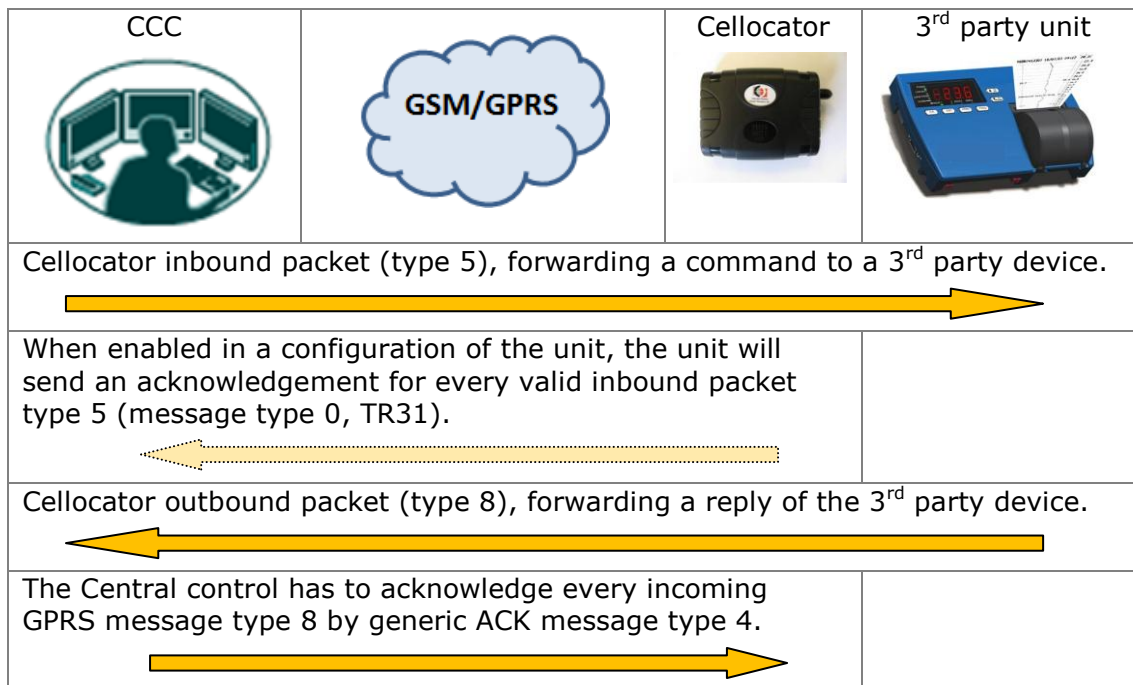 CCC
Cellocator
3rd party unit
GSM/GPRS
Cellocator inbound packet (type 5), forwarding a command to a 3rd party device.
When enabled in a configuration of the unit, the unit will
send an acknowledgement for every valid inbound packet
type 5 (message type 0, TR31).
Cellocator outbound packet (type 8), forwarding a reply of the 3rd party device.
The Central control has to acknowledge every incoming
GPRS message type 8 by generic ACK message type 4.